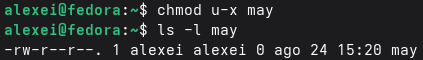 alexei@fedora:~$ chmod u-x may
alexei@fedora:~$ ls -l may
-rw-r--r--. 1 alexei alexei 0 ago 24 15:20 may